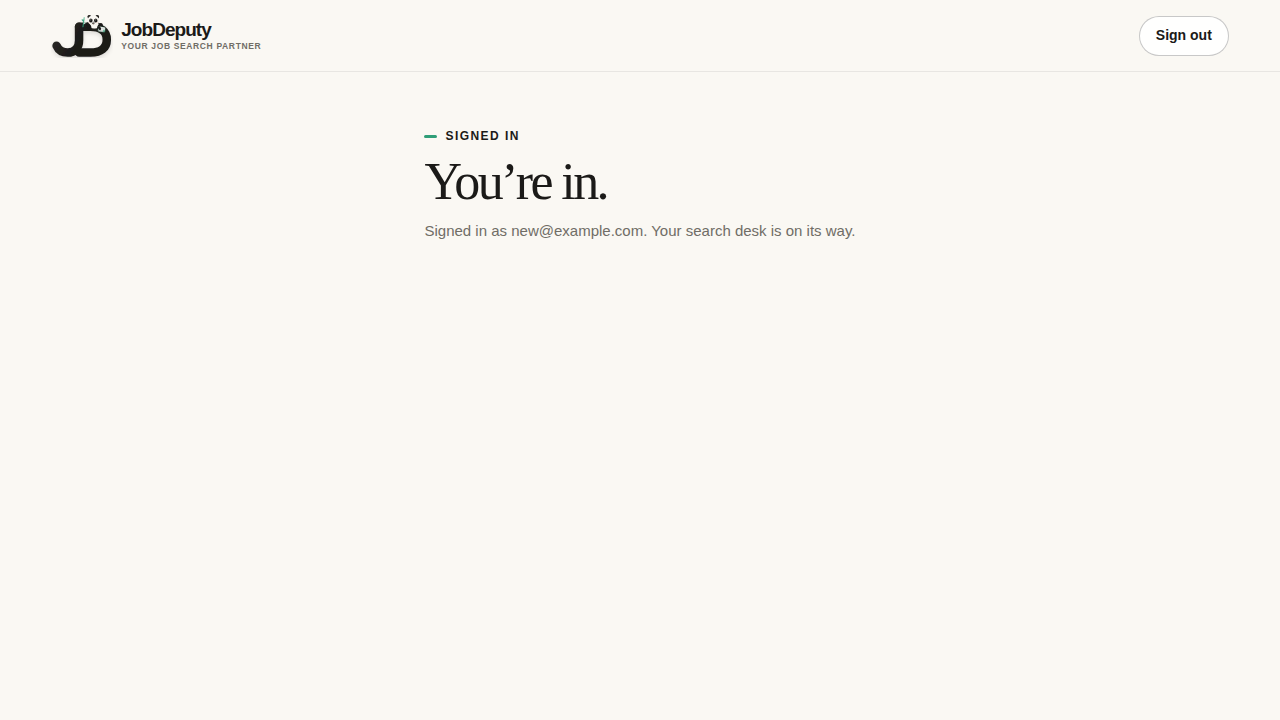 JobDeputy
YOUR JOB SEARCH PARTNER
Sign out
SIGNED IN
You’re in.
Signed in as new@example.com. Your search desk is on its way.